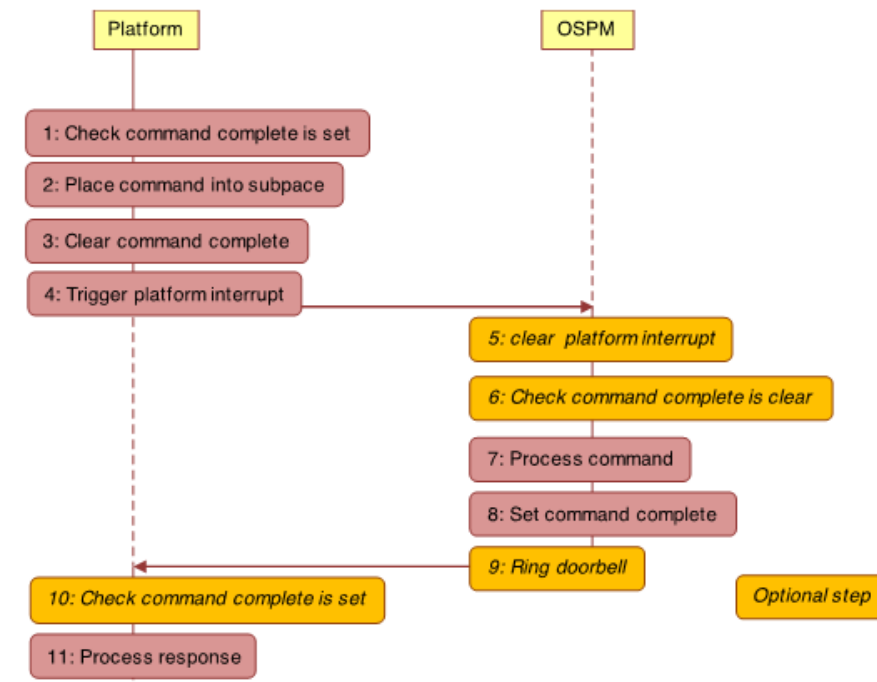 Platform
OSPM
1: Check command complete is set
2: Place command into subpace
3: Clear command complete
4: Trigger platform interrupt
5: clear platform interrupt
6: Check command complete is clear
7: Process command
8: Set command complete
9: Ring doorbell
10: Check command complete is set
Optional step
11: Process response